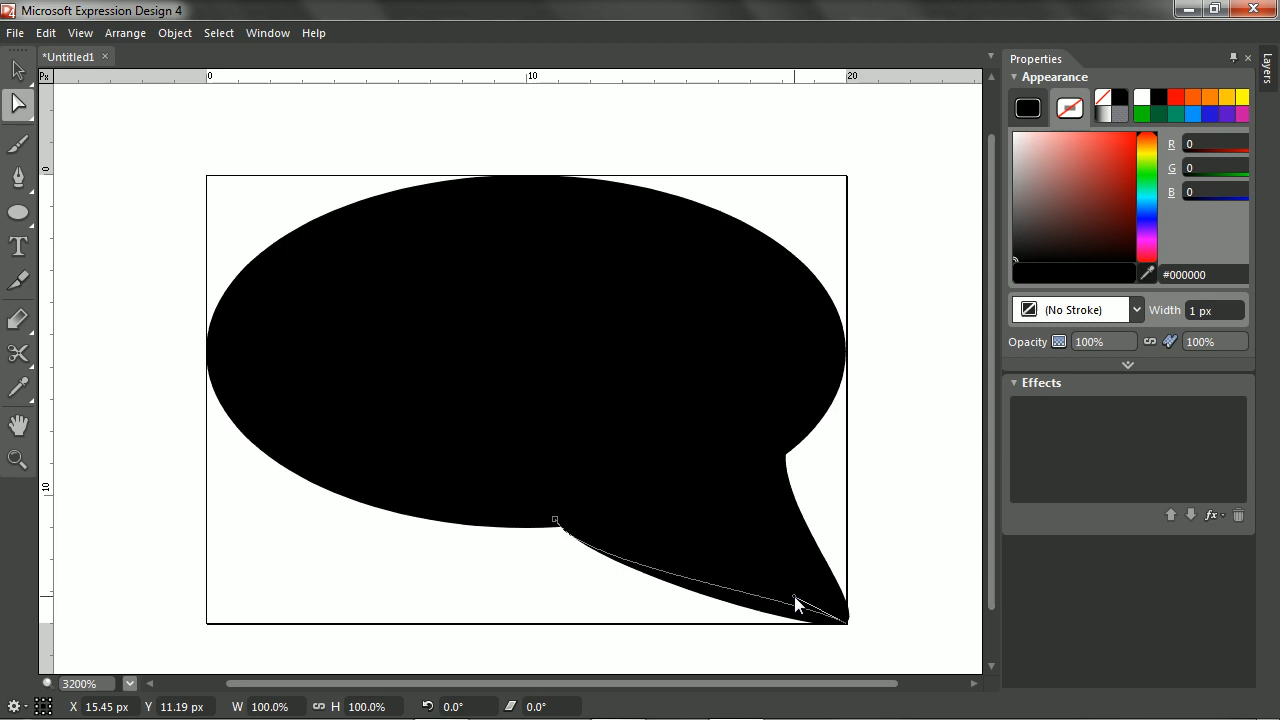 Microsoft Expression Design 4
File Edit View Arrange Object Select Window Help
*Untitled1 ×
Px 0 10 20
0
10
Properties
Layers
Appearance
R 0
G 0
B 0
#000000
(No Stroke) Width 1 px
Opacity 100% 100%
Effects
fx
3200%
X 15.45 px Y 11.19 px W 100.0% H 100.0% 0.0° 0.0°